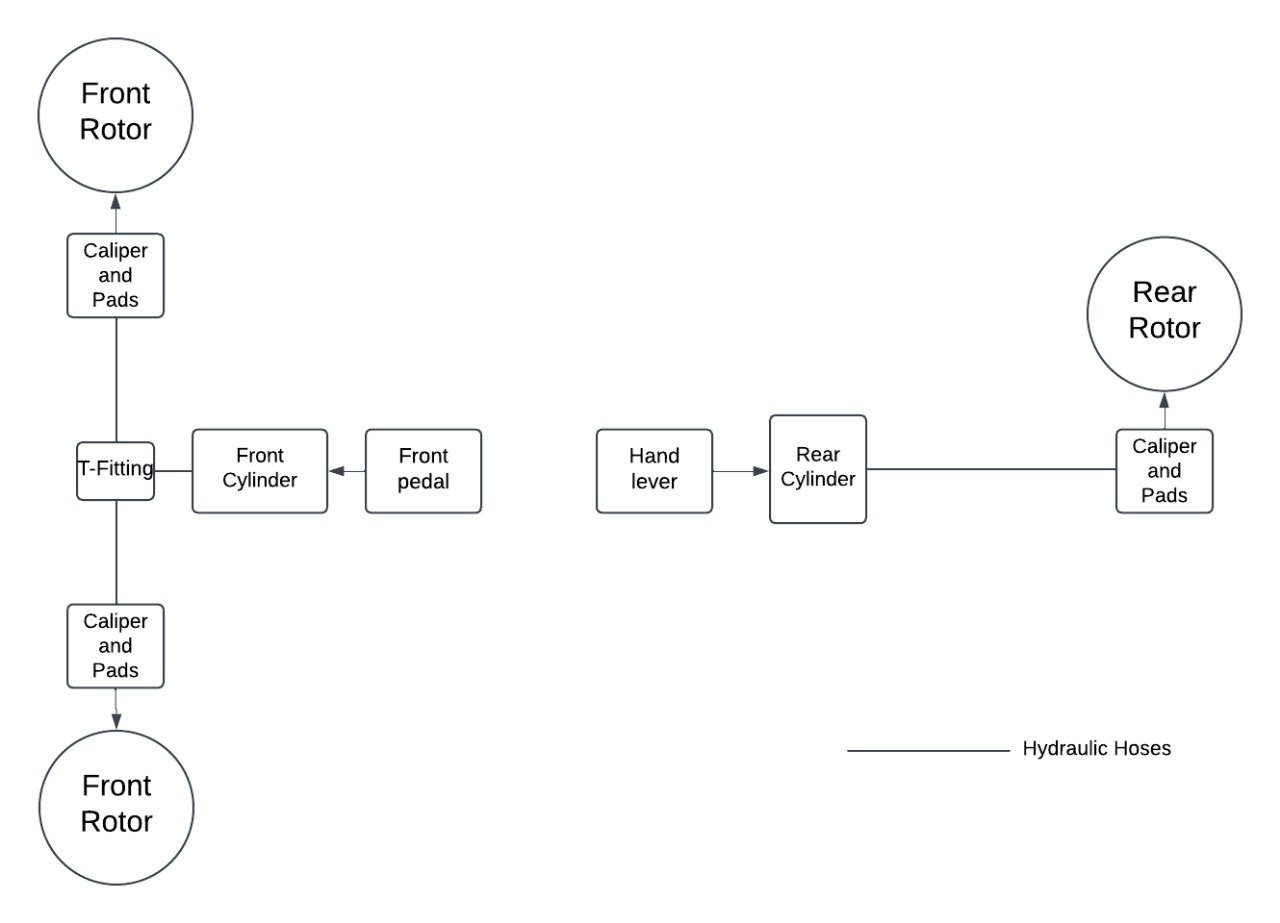 Front
Rotor
Caliper
and
Pads
T-Fitting
Front
Cylinder
Front
pedal
Caliper
and
Pads
Front
Rotor
Hand
lever
Rear
Cylinder
Rear
Rotor
Caliper
and
Pads
Hydraulic Hoses